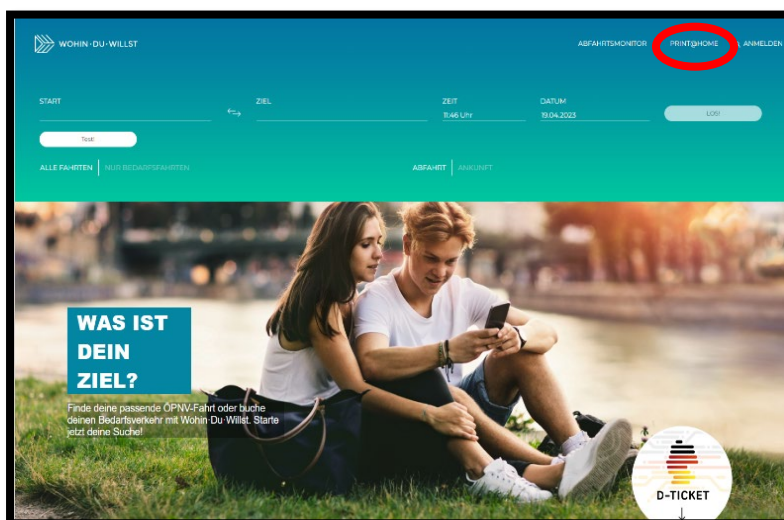 WOHIN·DU·WILLST
ABFAHRTSMONITOR PRINT@HOME ANMELDEN
START ZIEL ZEIT DATUM
11:46 Uhr 19.04.2023 LOS!
Test!
ALLE FAHRTEN NUR BEDARFSFAHRTEN ABFAHRT ANKUNFT
WAS IST
DEIN
ZIEL?
Finde deine passende ÖPNV-Fahrt oder buche
deinen Bedarfsverkehr mit Wohin·Du·Willst. Starte
jetzt deine Suche!
D-TICKET